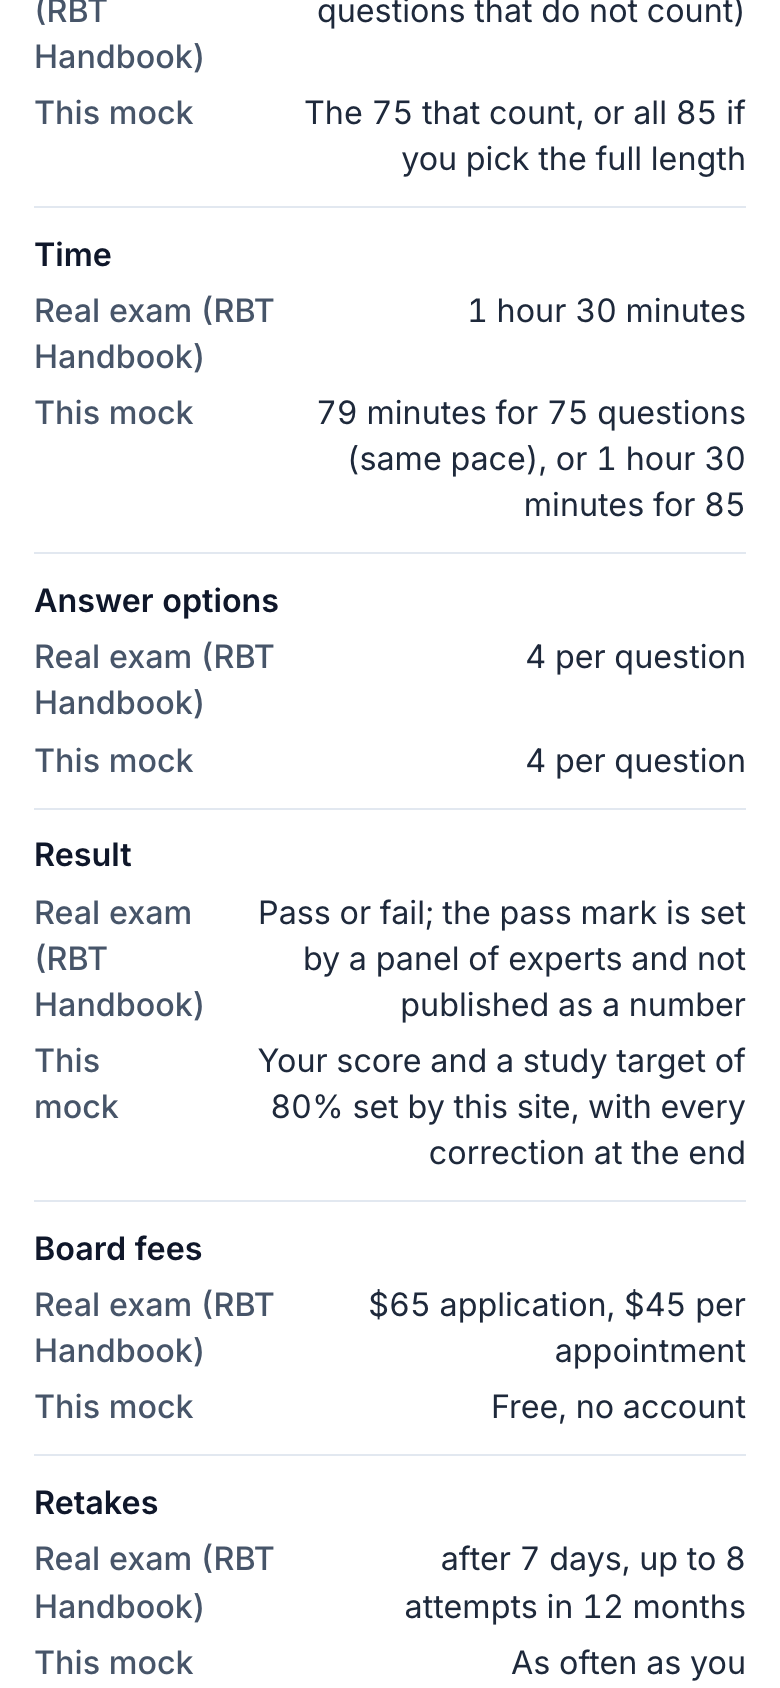 (RBT questions that do not count)
Handbook)
This mock The 75 that count, or all 85 if
you pick the full length
Time
Real exam (RBT 1 hour 30 minutes
Handbook)
This mock 79 minutes for 75 questions
(same pace), or 1 hour 30
minutes for 85
Answer options
Real exam (RBT 4 per question
Handbook)
This mock 4 per question
Result
Real exam Pass or fail; the pass mark is set
(RBT by a panel of experts and not
Handbook) published as a number
This Your score and a study target of
mock 80% set by this site, with every
correction at the end
Board fees
Real exam (RBT $65 application, $45 per
Handbook) appointment
This mock Free, no account
Retakes
Real exam (RBT after 7 days, up to 8
Handbook) attempts in 12 months
This mock As often as you